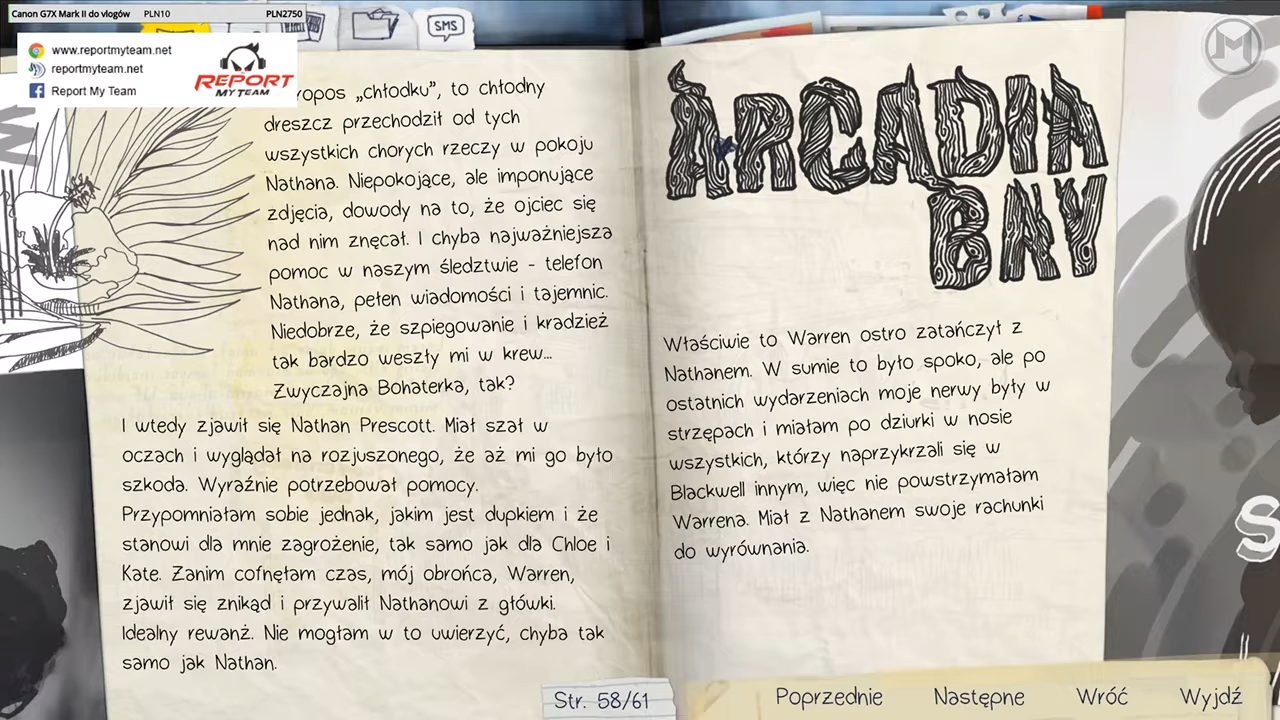 Canon G7X Mark II do vlogów PLN10 PLN2750
www.reportmyteam.net
reportmyteam.net
Report My Team
REPORT
MY TEAM
SMS
„chłodku”, to chłodny
dreszcz przechodził od tych
wszystkich chorych rzeczy w pokoju
Nathana. Niepokojące, ale imponujące
zdjęcia, dowody na to, że ojciec się
nad nim znęcał. I chyba najważniejsza
pomoc w naszym śledztwie - telefon
Nathana, pełen wiadomości i tajemnic.
Niedobrze, że szpiegowanie i kradzież
tak bardzo weszły mi w krew...
Zwyczajna Bohaterka, tak?
I wtedy zjawił się Nathan Prescott. Miał szał w
oczach i wyglądał na rozjuszonego, że aż mi go było
szkoda. Wyraźnie potrzebował pomocy.
Przypomniałam sobie jednak, jakim jest dupkiem i że
stanowi dla mnie zagrożenie, tak samo jak dla Chloe i
Kate. Zanim cofnęłam czas, mój obrońca, Warren,
zjawił się znikąd i przywalił Nathanowi z główki.
Idealny rewanż. Nie mogłam w to uwierzyć, chyba tak
samo jak Nathan.
ARCADIA
BAY
Właściwie to Warren ostro zatańczył z
Nathanem. W sumie to było spoko, ale po
ostatnich wydarzeniach moje nerwy były w
strzępach i miałam po dziurki w nosie
wszystkich, którzy naprzykrzali się w
Blackwell innym, więc nie powstrzymałam
Warrena. Miał z Nathanem swoje rachunki
do wyrównania.
M
S
Str. 58/61
Poprzednie Następne Wróć Wyjdź